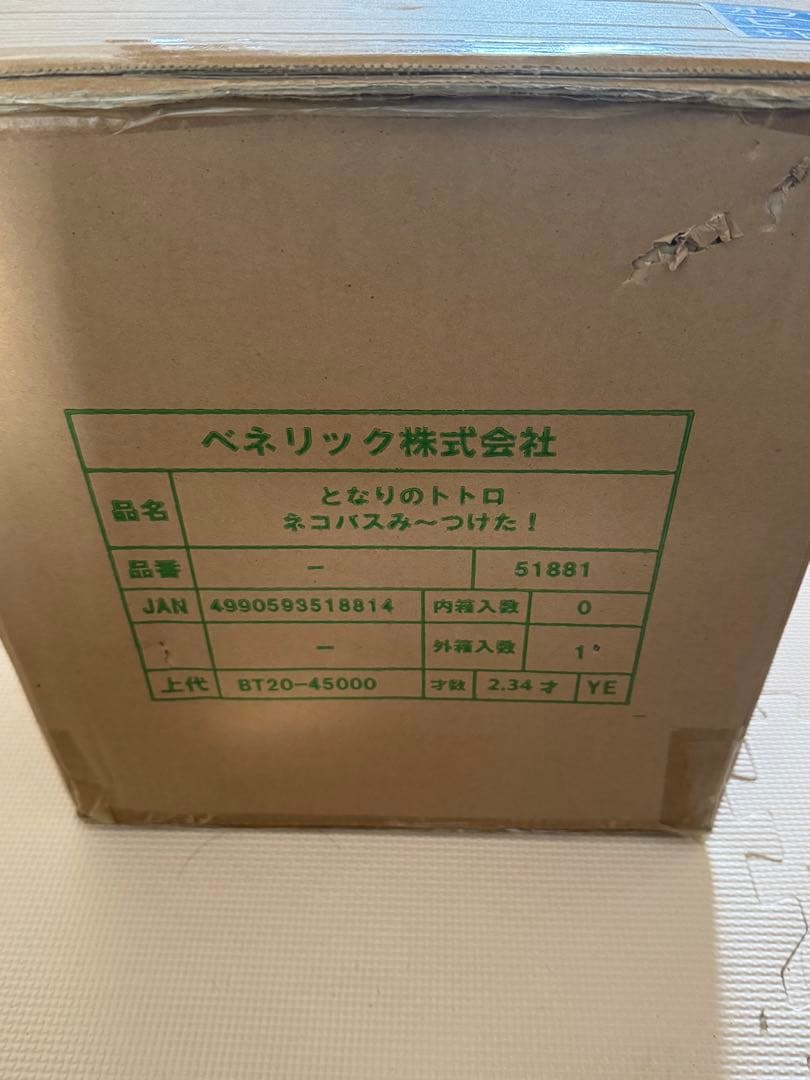 ベネリック株式会社
品名 となりのトトロ
ネコバスみ〜つけた!
品番 － 51881
JAN 4990593518814 内箱入数 0
－ 外箱入数 1
上代 BT20-45000 才数 2.34 才 YE